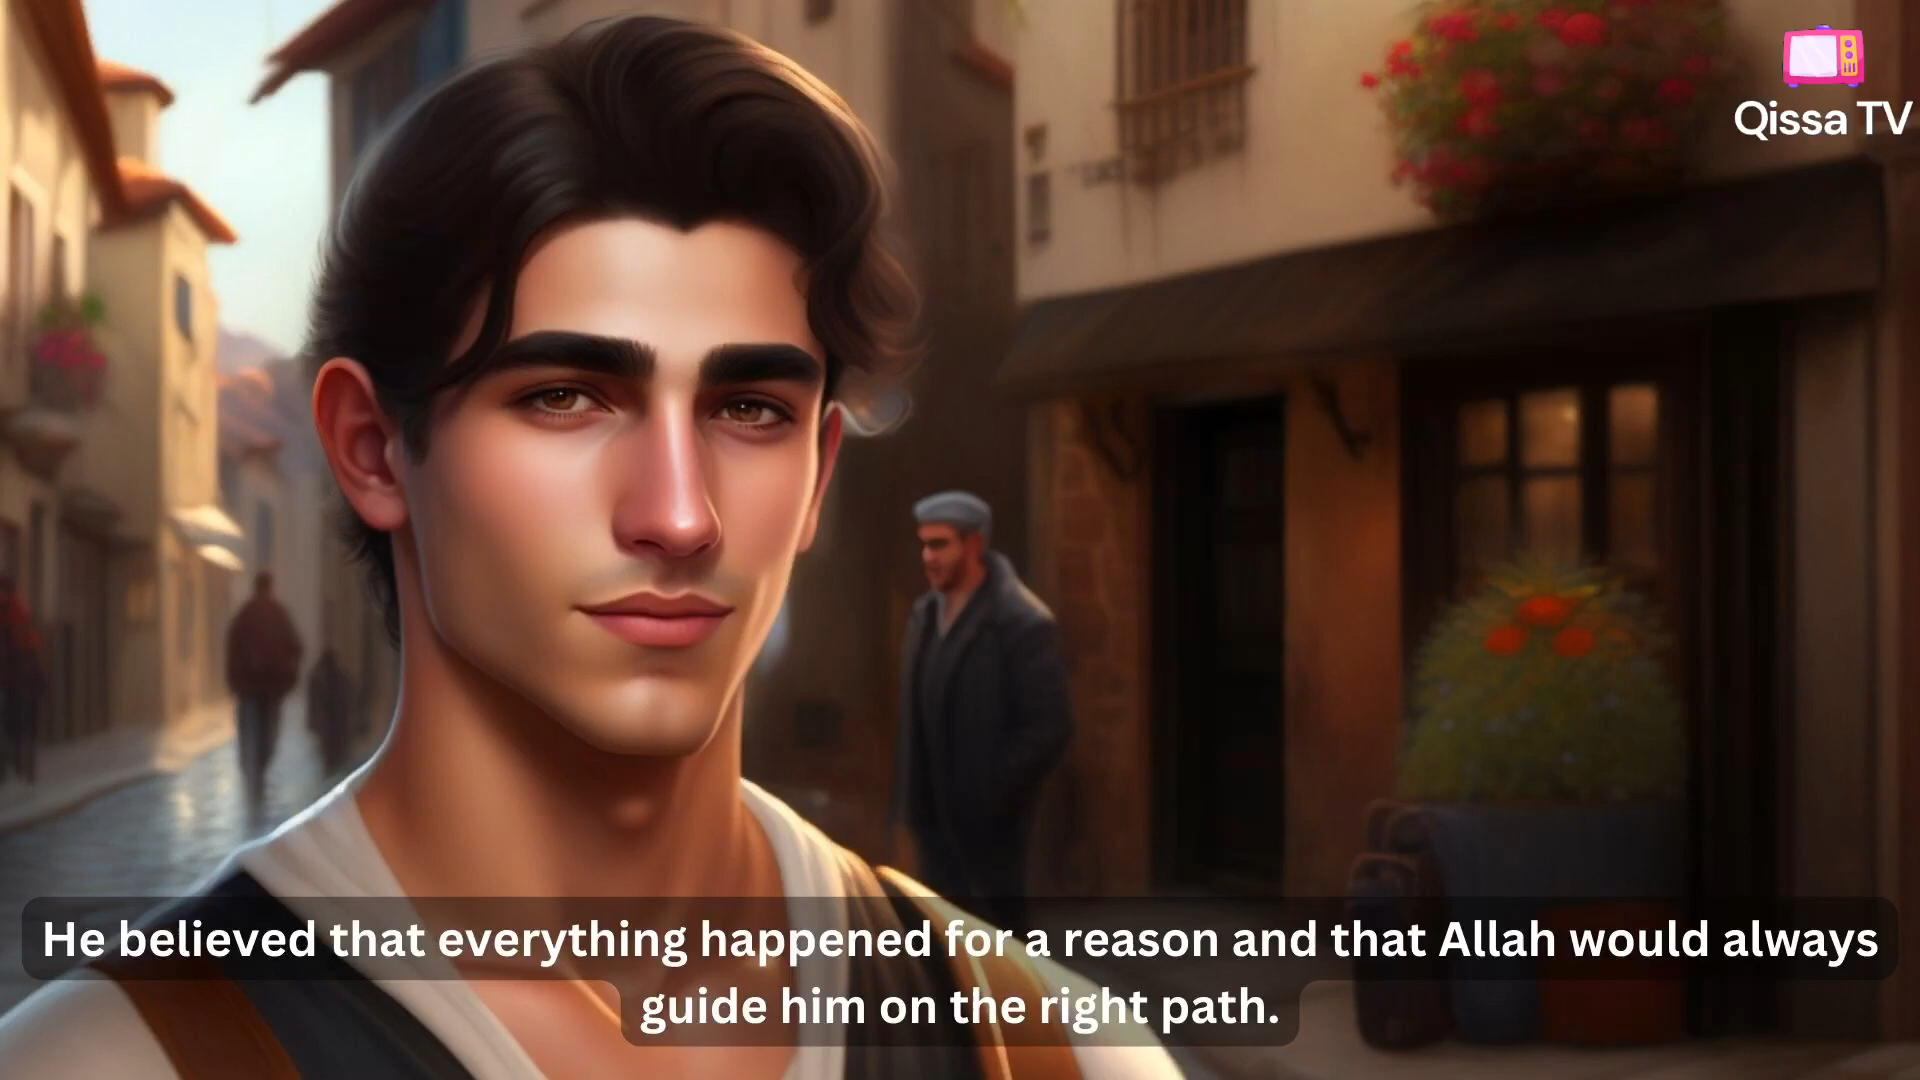 Qissa TV
He believed that everything happened for a reason and that Allah would always
guide him on the right path.